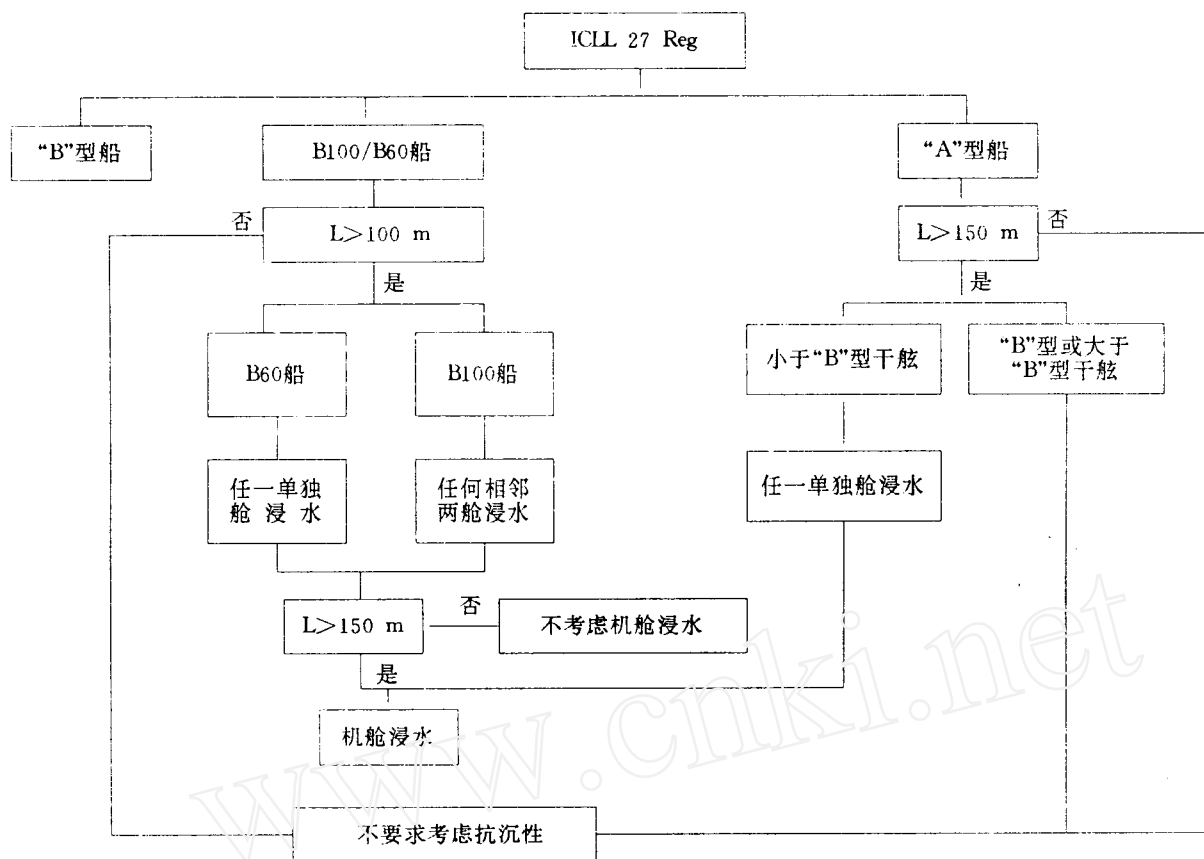 ICLL 27 Reg
“B”型船
B100/B60船
“A”型船
否
L>100 m
L>150 m
否
是
是
B60船
B100船
小于“B”型干舷
“B”型或大于
“B”型干舷
任一单独
舱浸水
任何相邻
两舱浸水
任一单独舱浸水
L>150 m
否
不考虑机舱浸水
是
机舱浸水
不要求考虑抗沉性
www.cnki.net